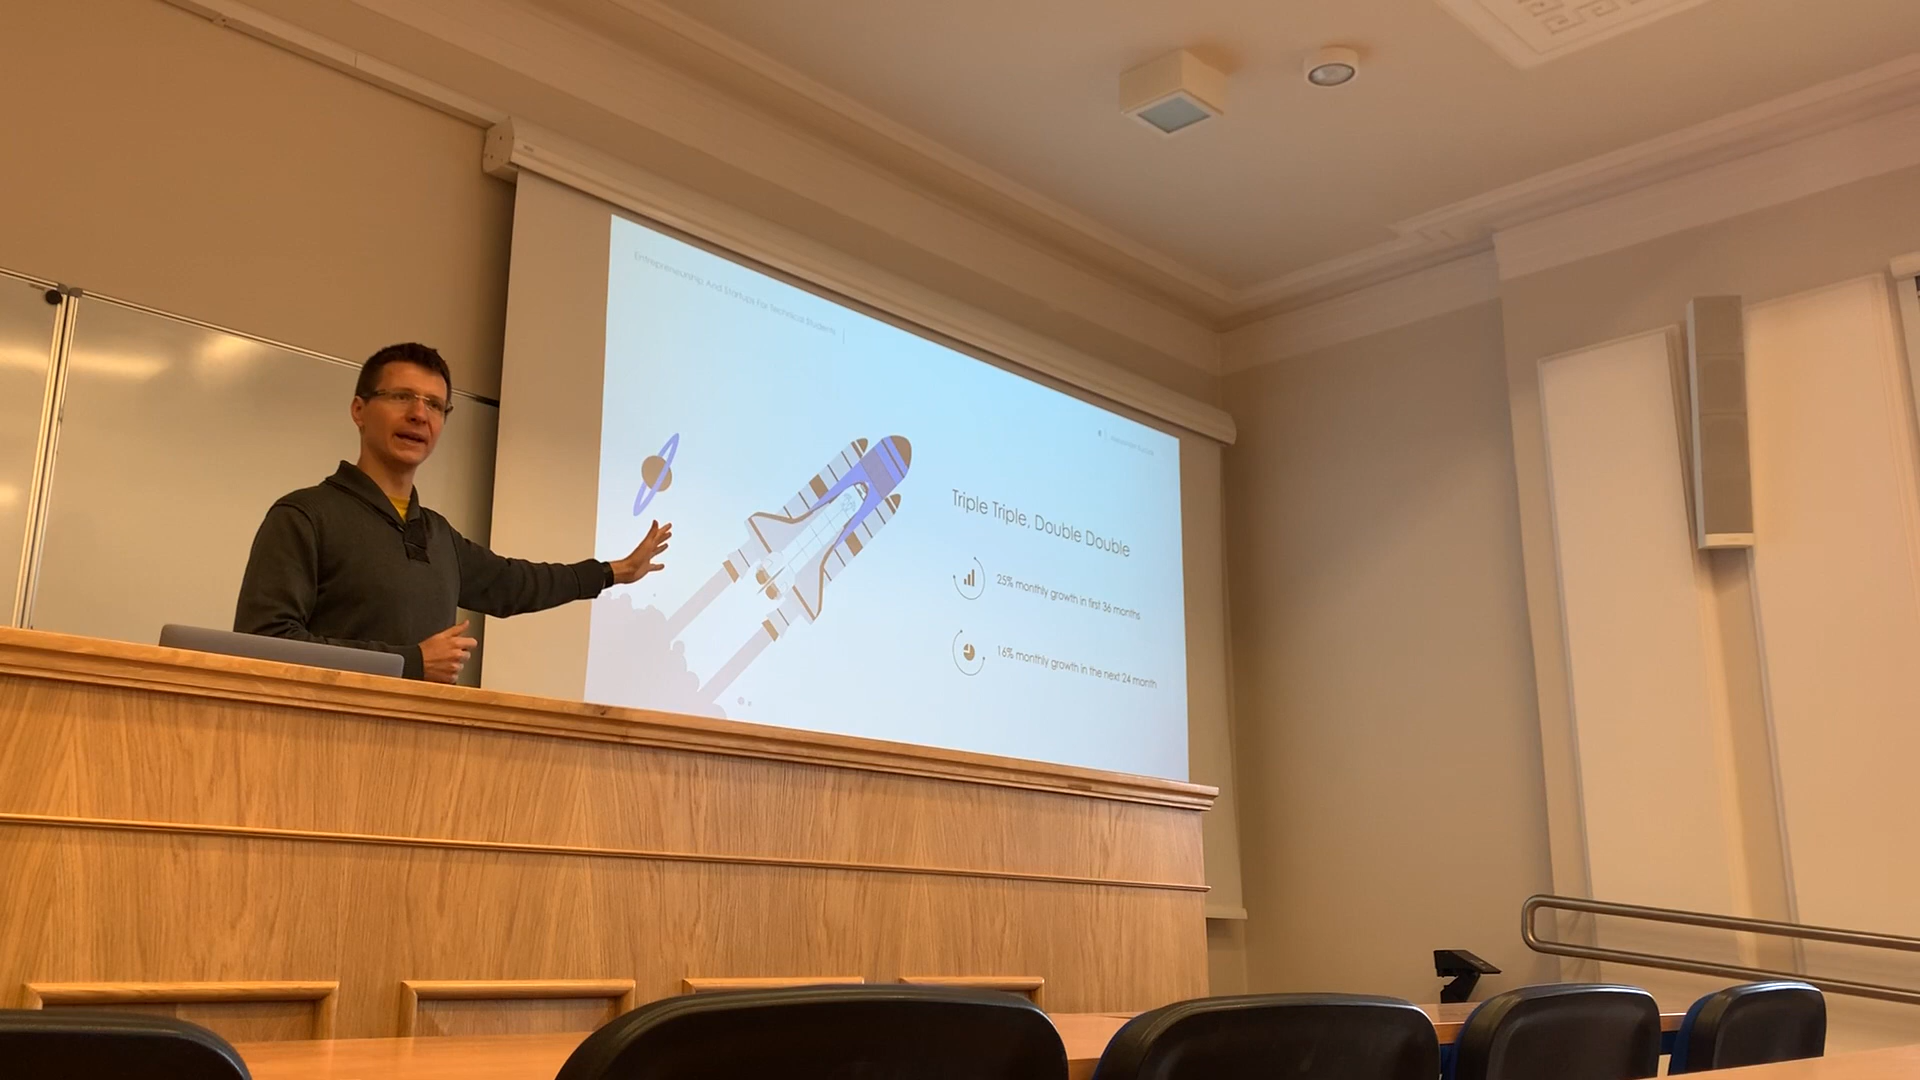 Entrepreneurship And Startups For Technical Students
Triple Triple, Double Double
25% monthly growth in first 36 months
16% monthly growth in the next 24 month